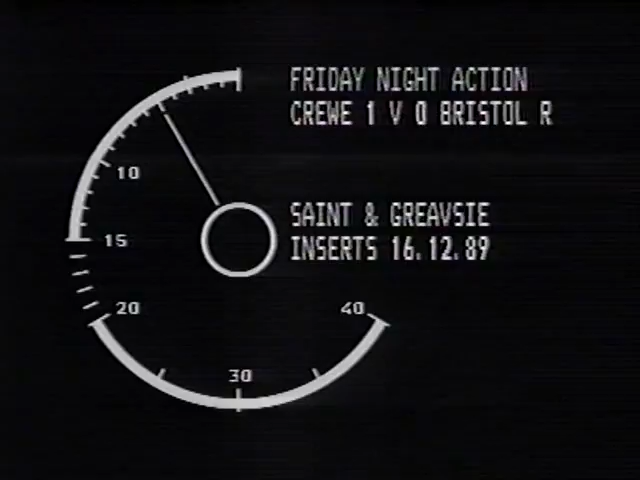 FRIDAY NIGHT ACTION
CREWE 1 V 0 BRISTOL R
SAINT & GREAVSIE
INSERTS 16.12.89
10
15
20
40
30